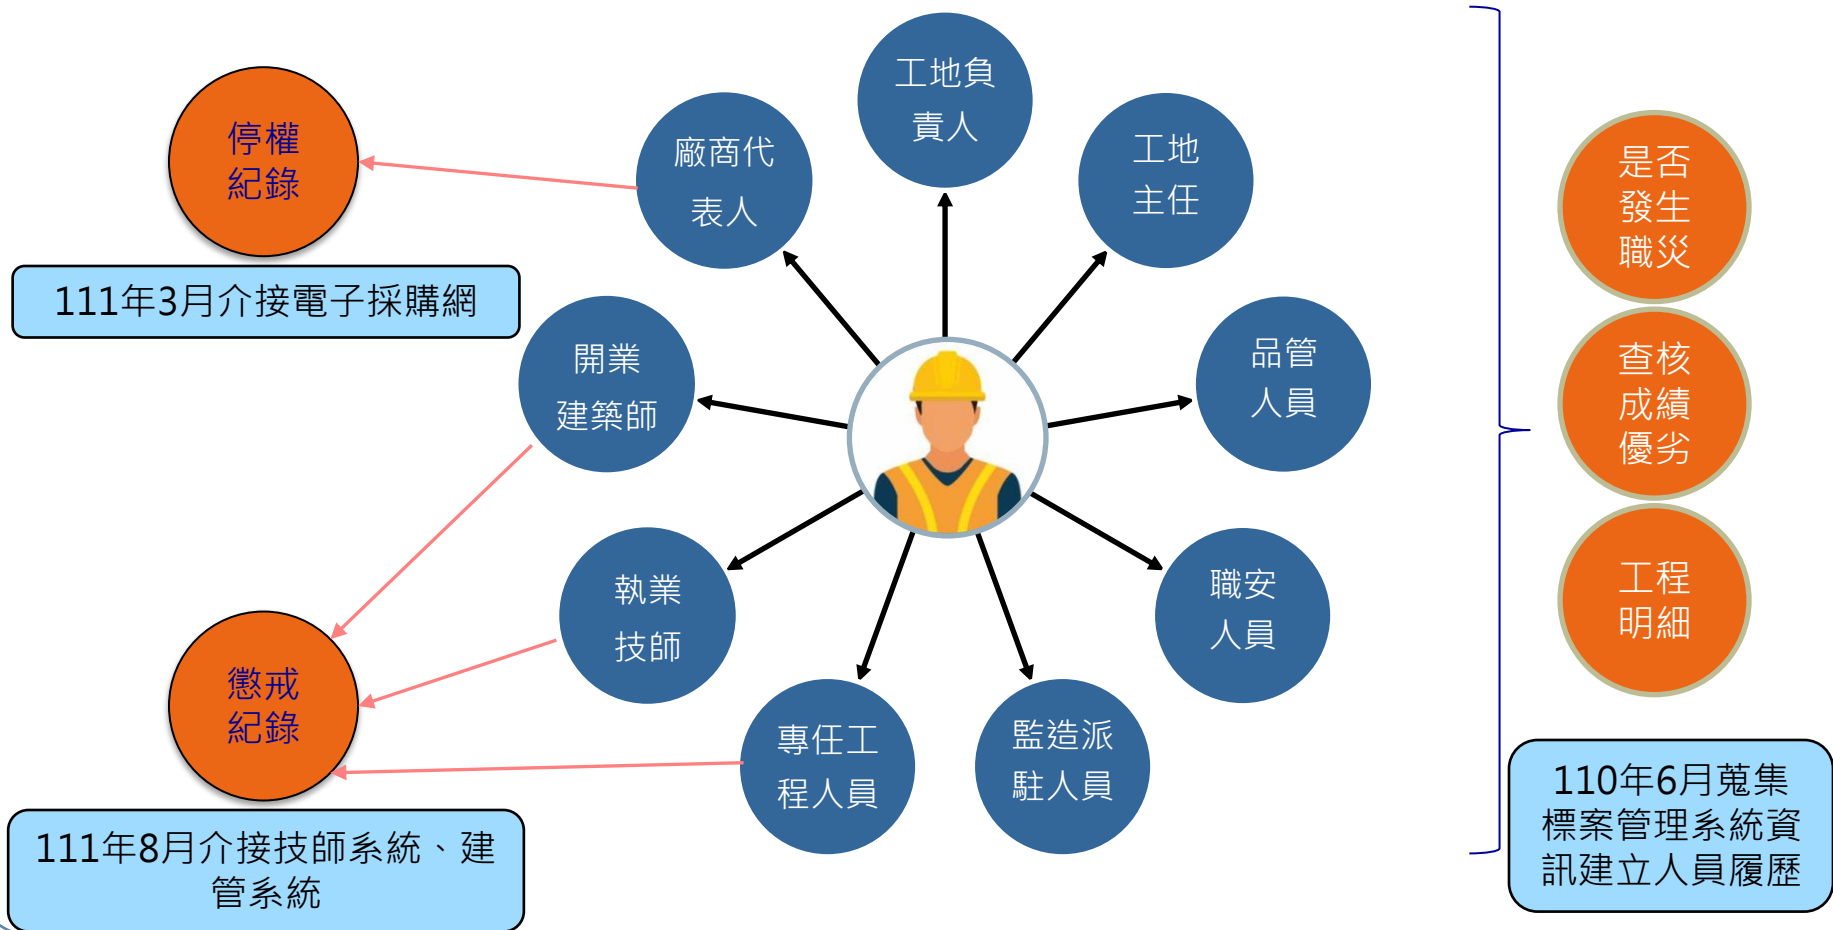 停權
紀錄
111年3月介接電子採購網
廠商代
表人
工地負
責人
工地
主任
開業
建築師
品管
人員
執業
技師
職安
人員
專任工
程人員
監造派
駐人員
懲戒
紀錄
111年8月介接技師系統、建
管系統
是否
發生
職災
查核
成績
優劣
工程
明細
110年6月蒐集
標案管理系統資
訊建立人員履歷